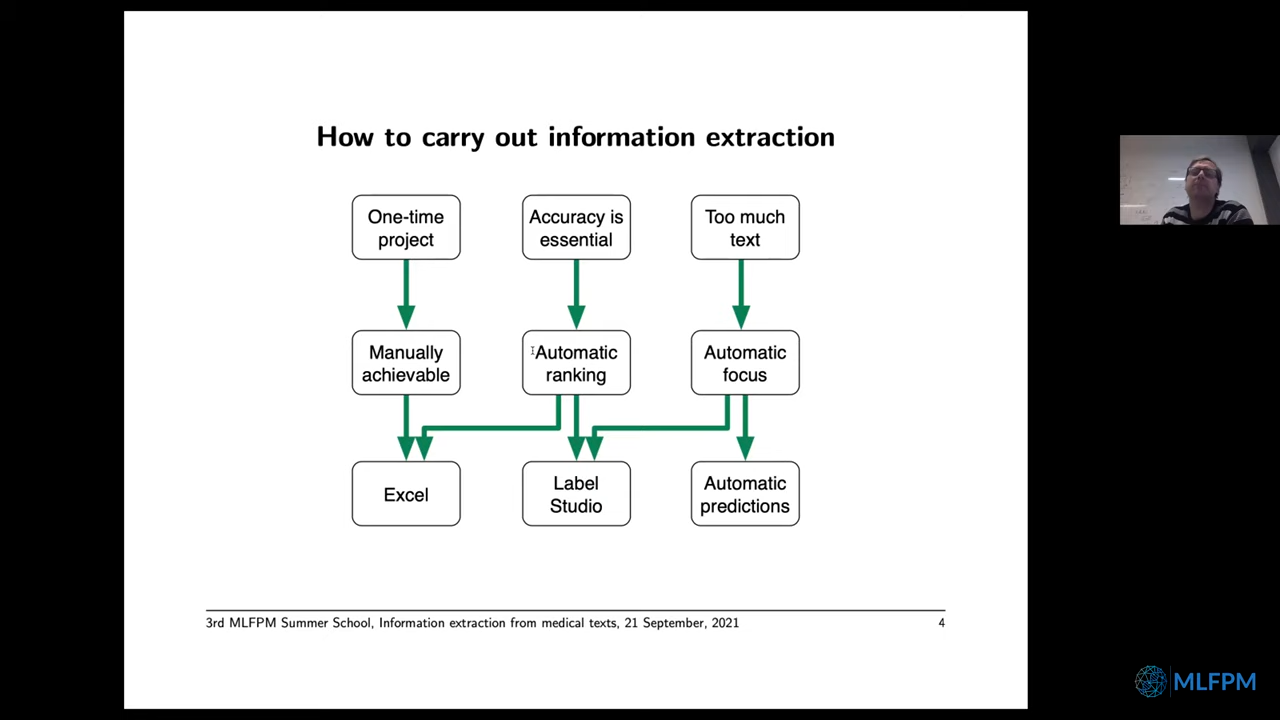 How to carry out information extraction
One-time
project
Accuracy is
essential
Too much
text
Manually
achievable
Automatic
ranking
Automatic
focus
Excel
Label
Studio
Automatic
predictions
3rd MLFPM Summer School, Information extraction from medical texts, 21 September, 2021
4
MLFPM